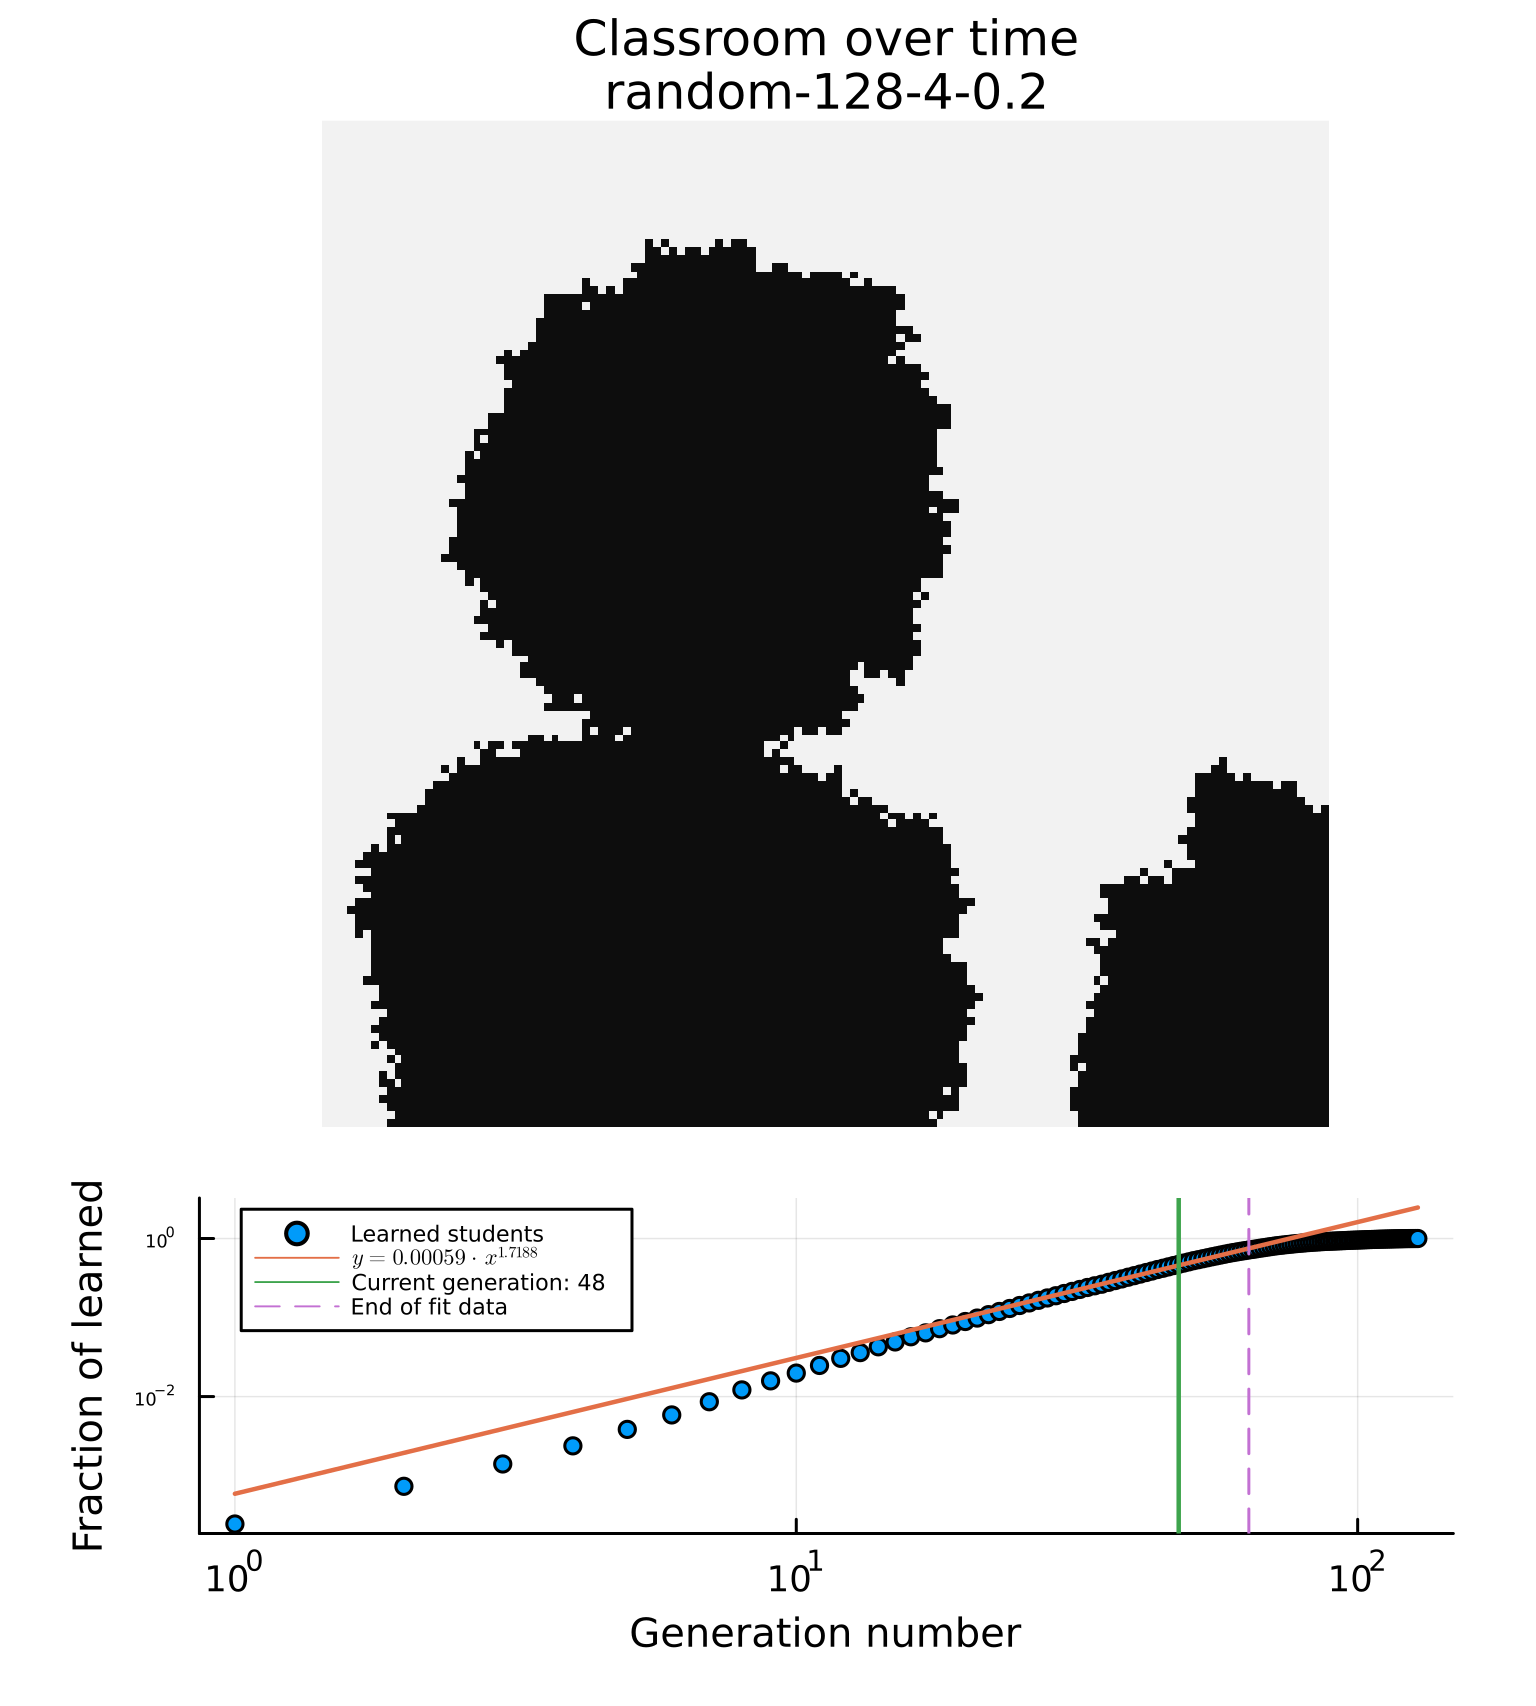 Classroom over time
random-128-4-0.2
Fraction of learned
10^0
10^-2
Learned students
y = 0.00059 · x^1.7188
Current generation: 48
End of fit data
10^0
10^1
10^2
Generation number